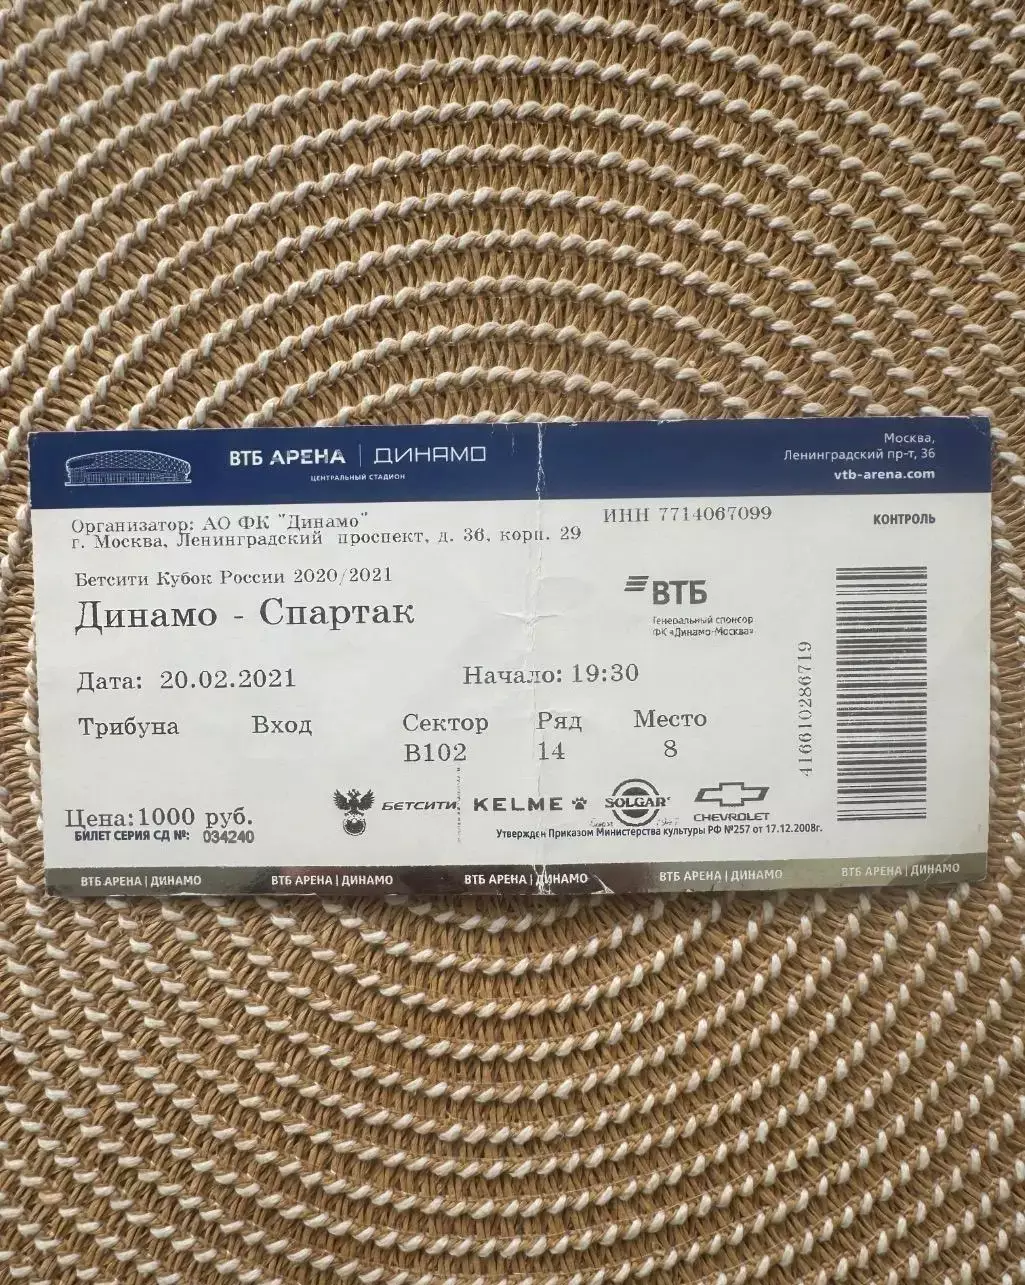 ВТБ АРЕНА | ДИНАМО
ЦЕНТРАЛЬНЫЙ СТАДИОН
Москва,
Ленинградский пр-т, 36
vtb-arena.com
Организатор: АО ФК "Динамо"
ИНН 7714067099
г. Москва, Ленинградский проспект, д. 36, корп. 29
КОНТРОЛЬ
Бетсити Кубок России 2020/2021
Динамо - Спартак
ВТБ
Генеральный спонсор
ФК «Динамо-Москва»
Дата: 20.02.2021
Начало: 19:30
Трибуна Вход Сектор Ряд Место
B102 14 8
416610286719
Цена: 1000 руб.
БИЛЕТ СЕРИЯ СД №: 034240
БЕТСИТИ
KELME
SOLGAR
CHEVROLET
Утвержден Приказом Министерства культуры РФ №257 от 17.12.2008г.
ВТБ АРЕНА | ДИНАМО ВТБ АРЕНА | ДИНАМО ВТБ АРЕНА | ДИНАМО ВТБ АРЕНА | ДИНАМО ВТБ АРЕНА | ДИНАМО